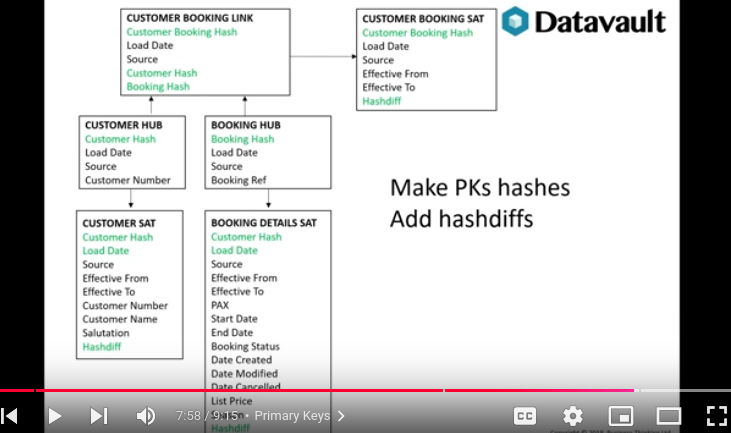 CUSTOMER BOOKING LINK
Customer Booking Hash
Load Date
Source
Customer Hash
Booking Hash
CUSTOMER BOOKING SAT
Customer Booking Hash
Load Date
Source
Effective From
Effective To
Hashdiff
Datavault
CUSTOMER HUB
Customer Hash
Load Date
Source
Customer Number
BOOKING HUB
Booking Hash
Load Date
Source
Booking Ref
Make PKs hashes
Add hashdiffs
CUSTOMER SAT
Customer Hash
Load Date
Source
Effective From
Effective To
Customer Number
Customer Name
Salutation
Hashdiff
BOOKING DETAILS SAT
Customer Hash
Load Date
Source
Effective From
Effective To
PAX
Start Date
End Date
Booking Status
Date Created
Date Modified
Date Cancelled
List Price
Hashdiff
7:58 / 9:15 • Primary Keys
CC